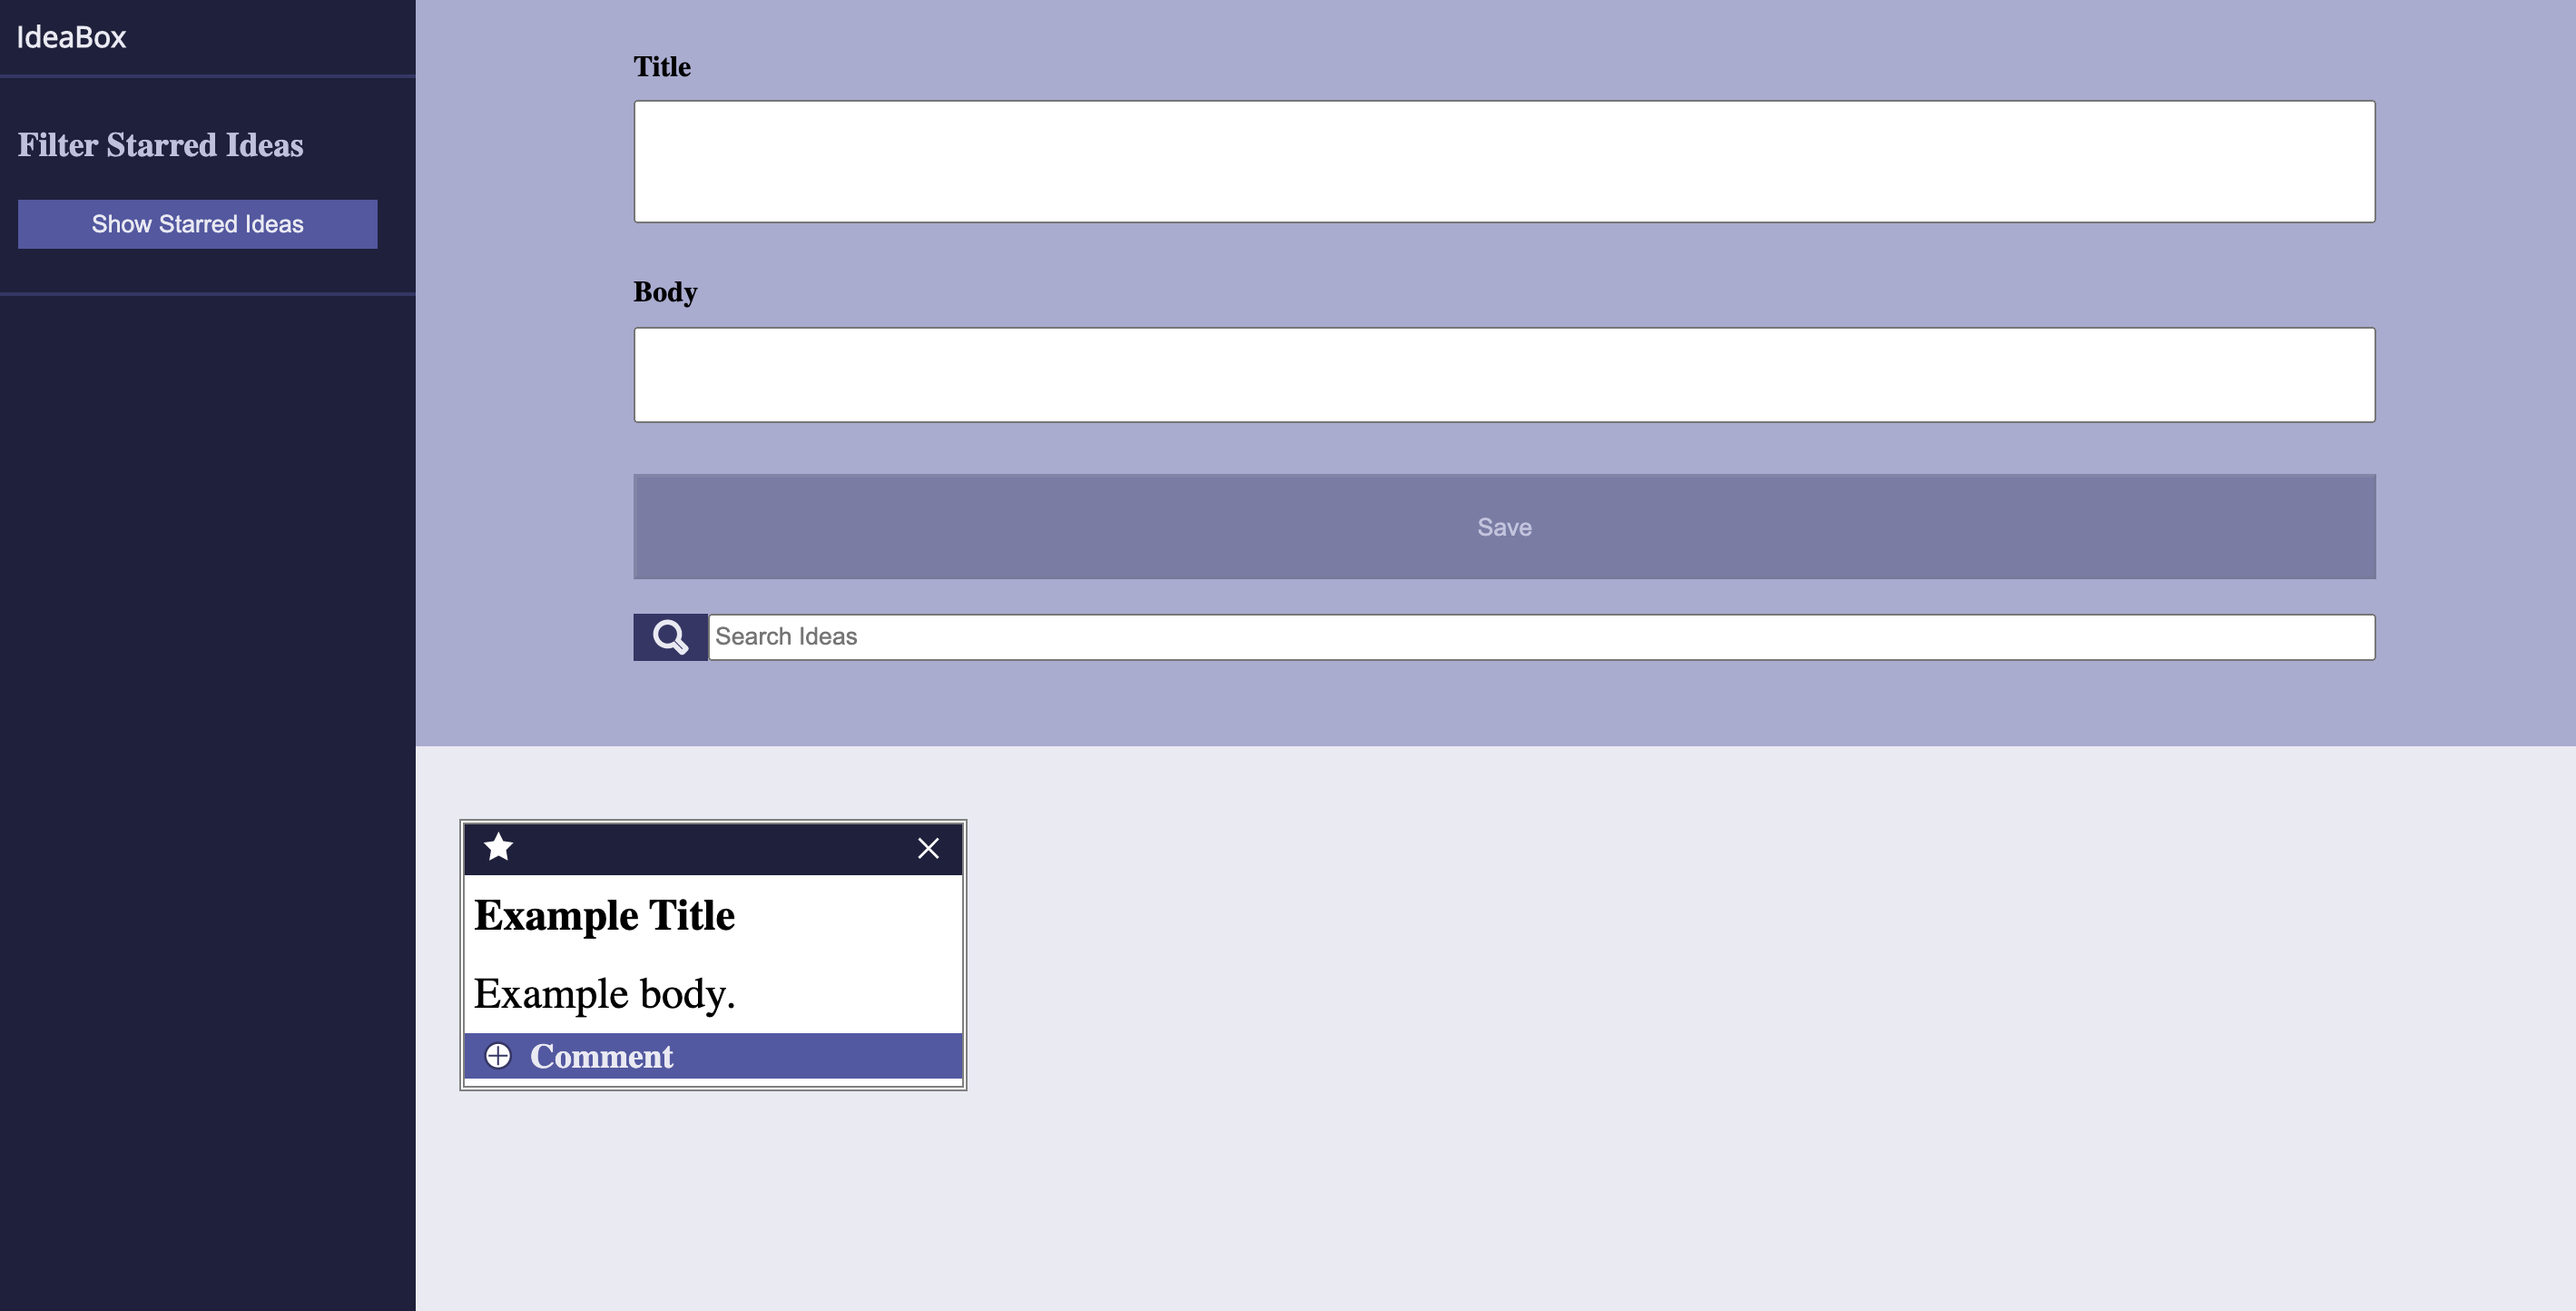 IdeaBox
Filter Starred Ideas
Show Starred Ideas
Title
Body
Save
Search Ideas
Example Title
Example body.
Comment